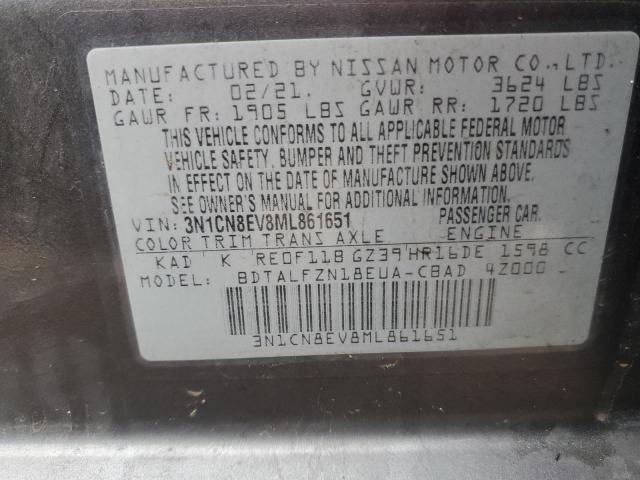 MANUFACTURED BY NISSAN MOTOR CO.,LTD.
DATE: 02/21. GVWR: 3624 LBS
GAWR FR: 1905 LBS GAWR RR: 1720 LBS
THIS VEHICLE CONFORMS TO ALL APPLICABLE FEDERAL MOTOR
VEHICLE SAFETY, BUMPER AND THEFT PREVENTION STANDARDS
IN EFFECT ON THE DATE OF MANUFACTURE SHOWN ABOVE.
SEE OWNER'S MANUAL FOR ADDITIONAL INFORMATION
VIN: 3N1CN8EV8ML861651 PASSENGER CAR.
COLOR TRIM TRANS AXLE ENGINE
KAD K RE0F11B GZ39 HR16DE 1598 CC
MODEL: BDTALFZN18EUA-CBAD 4Z000
3N1CN8EV8ML861651